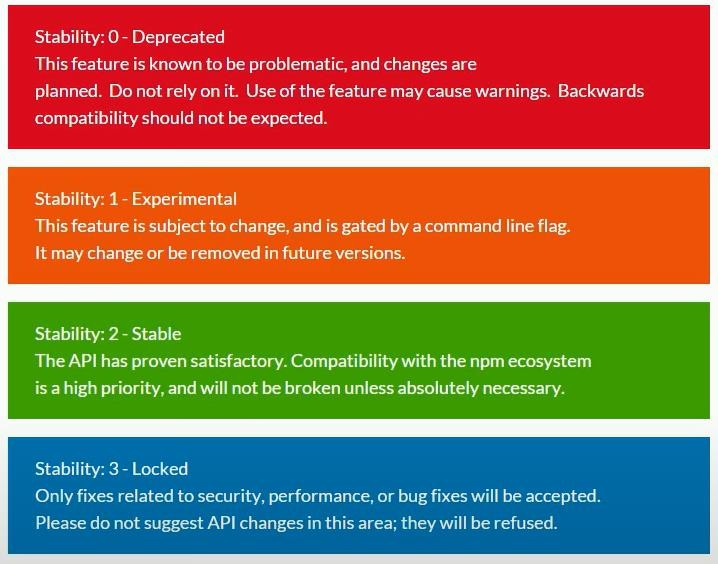 Stability: 0 - Deprecated
This feature is known to be problematic, and changes are
planned.  Do not rely on it.  Use of the feature may cause warnings.  Backwards
compatibility should not be expected.
Stability: 1 - Experimental
This feature is subject to change, and is gated by a command line flag.
It may change or be removed in future versions.
Stability: 2 - Stable
The API has proven satisfactory. Compatibility with the npm ecosystem
is a high priority, and will not be broken unless absolutely necessary.
Stability: 3 - Locked
Only fixes related to security, performance, or bug fixes will be accepted.
Please do not suggest API changes in this area; they will be refused.